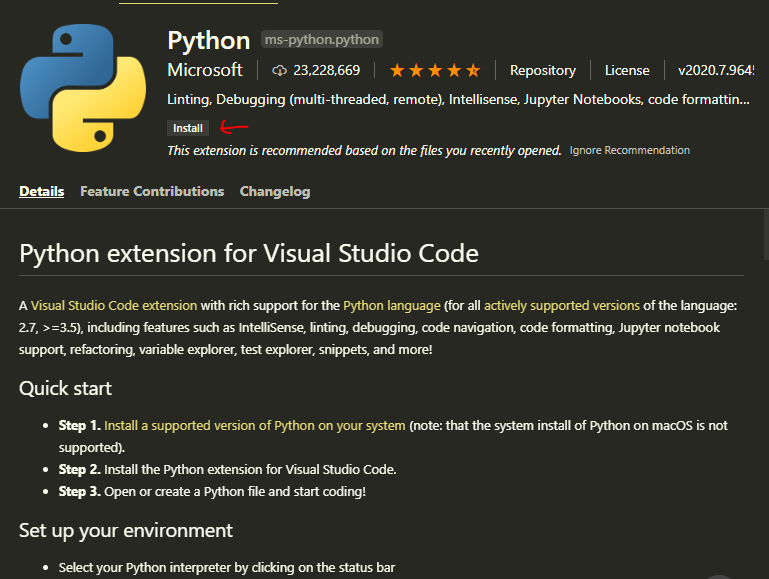 Python ms-python.python
Microsoft 23,228,669 Repository License v2020.7.964
Linting, Debugging (multi-threaded, remote), Intellisense, Jupyter Notebooks, code formattin...
Install
This extension is recommended based on the files you recently opened. Ignore Recommendation
Details Feature Contributions Changelog
Python extension for Visual Studio Code
A Visual Studio Code extension with rich support for the Python language (for all actively supported versions of the language:
2.7, >=3.5), including features such as IntelliSense, linting, debugging, code navigation, code formatting, Jupyter notebook
support, refactoring, variable explorer, test explorer, snippets, and more!
Quick start
• Step 1. Install a supported version of Python on your system (note: that the system install of Python on macOS is not
supported).
• Step 2. Install the Python extension for Visual Studio Code.
• Step 3. Open or create a Python file and start coding!
Set up your environment
• Select your Python interpreter by clicking on the status bar